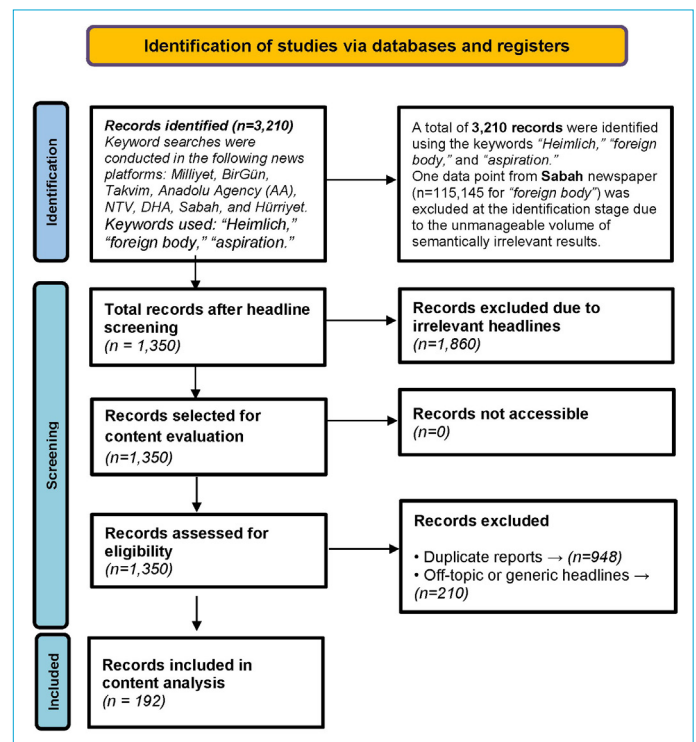 Identification of studies via databases and registers
Identification
Records identified (n=3,210)
Keyword searches were
conducted in the following news
platforms: Milliyet, BirGün,
Takvim, Anadolu Agency (AA),
NTV, DHA, Sabah, and Hürriyet.
Keywords used: “Heimlich,”
“foreign body,” “aspiration.”
A total of 3,210 records were identified
using the keywords “Heimlich,” “foreign
body,” and “aspiration.”
One data point from Sabah newspaper
(n=115,145 for “foreign body”) was
excluded at the identification stage due
to the unmanageable volume of
semantically irrelevant results.
Screening
Total records after headline
screening
(n = 1,350)
Records excluded due to
irrelevant headlines
(n=1,860)
Records selected for
content evaluation
(n=1,350)
Records not accessible
(n=0)
Records assessed for
eligibility
(n=1,350)
Records excluded
• Duplicate reports → (n=948)
• Off-topic or generic headlines →
(n=210)
Included
Records included in
content analysis
(n = 192)